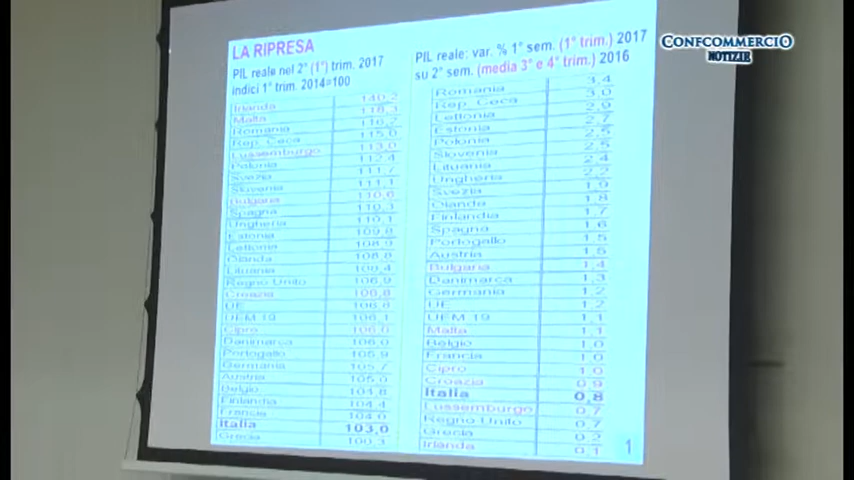 CONFCOMMERCIO
NOTIZIE
LA RIPRESA
PIL reale nel 2° (1°) trim. 2017
indici 1° trim. 2014=100
Irlanda 140,2
Malta 118,3
Romania 116,2
Rep. Ceca 115,0
Lussemburgo 113,0
Polonia 112,4
Svezia 111,7
Slovenia 111,1
Bulgaria 110,6
Spagna 110,3
Ungheria 110,1
Estonia 109,8
Lettonia 108,9
Olanda 108,8
Lituania 108,4
Regno Unito 106,9
Croazia 106,8
UE 106,8
UEM 19 106,1
Cipro 106,0
Danimarca 106,0
Portogallo 105,9
Germania 105,7
Austria 105,0
Belgio 104,8
Finlandia 104,4
Francia 104,0
Italia 103,0
Grecia 100,3
PIL reale: var. % 1° sem. (1° trim.) 2017
su 2° sem. (media 3° e 4° trim.) 2016
Romania 3,4
Rep. Ceca 3,0
Lettonia 2,9
Estonia 2,7
Polonia 2,5
Slovenia 2,5
Lituania 2,4
Ungheria 2,2
Svezia 1,9
Olanda 1,8
Finlandia 1,7
Spagna 1,6
Portogallo 1,5
Austria 1,5
Bulgaria 1,4
Danimarca 1,3
Germania 1,2
UE 1,2
UEM 19 1,1
Malta 1,1
Belgio 1,0
Francia 1,0
Cipro 1,0
Croazia 0,9
Italia 0,8
Lussemburgo 0,7
Regno Unito 0,7
Grecia 0,2
Irlanda 0,1
1